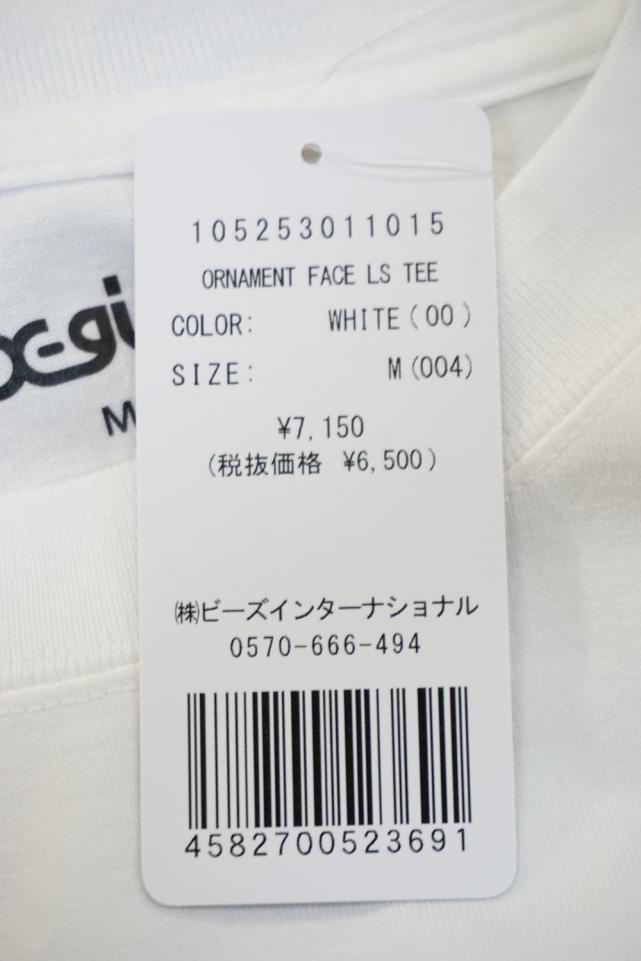 105253011015
ORNAMENT FACE LS TEE
COLOR: WHITE(00)
SIZE: M(004)
¥7,150
(税抜価格 ¥6,500)
㈱ビーズインターナショナル
0570-666-494
4582700523691
M